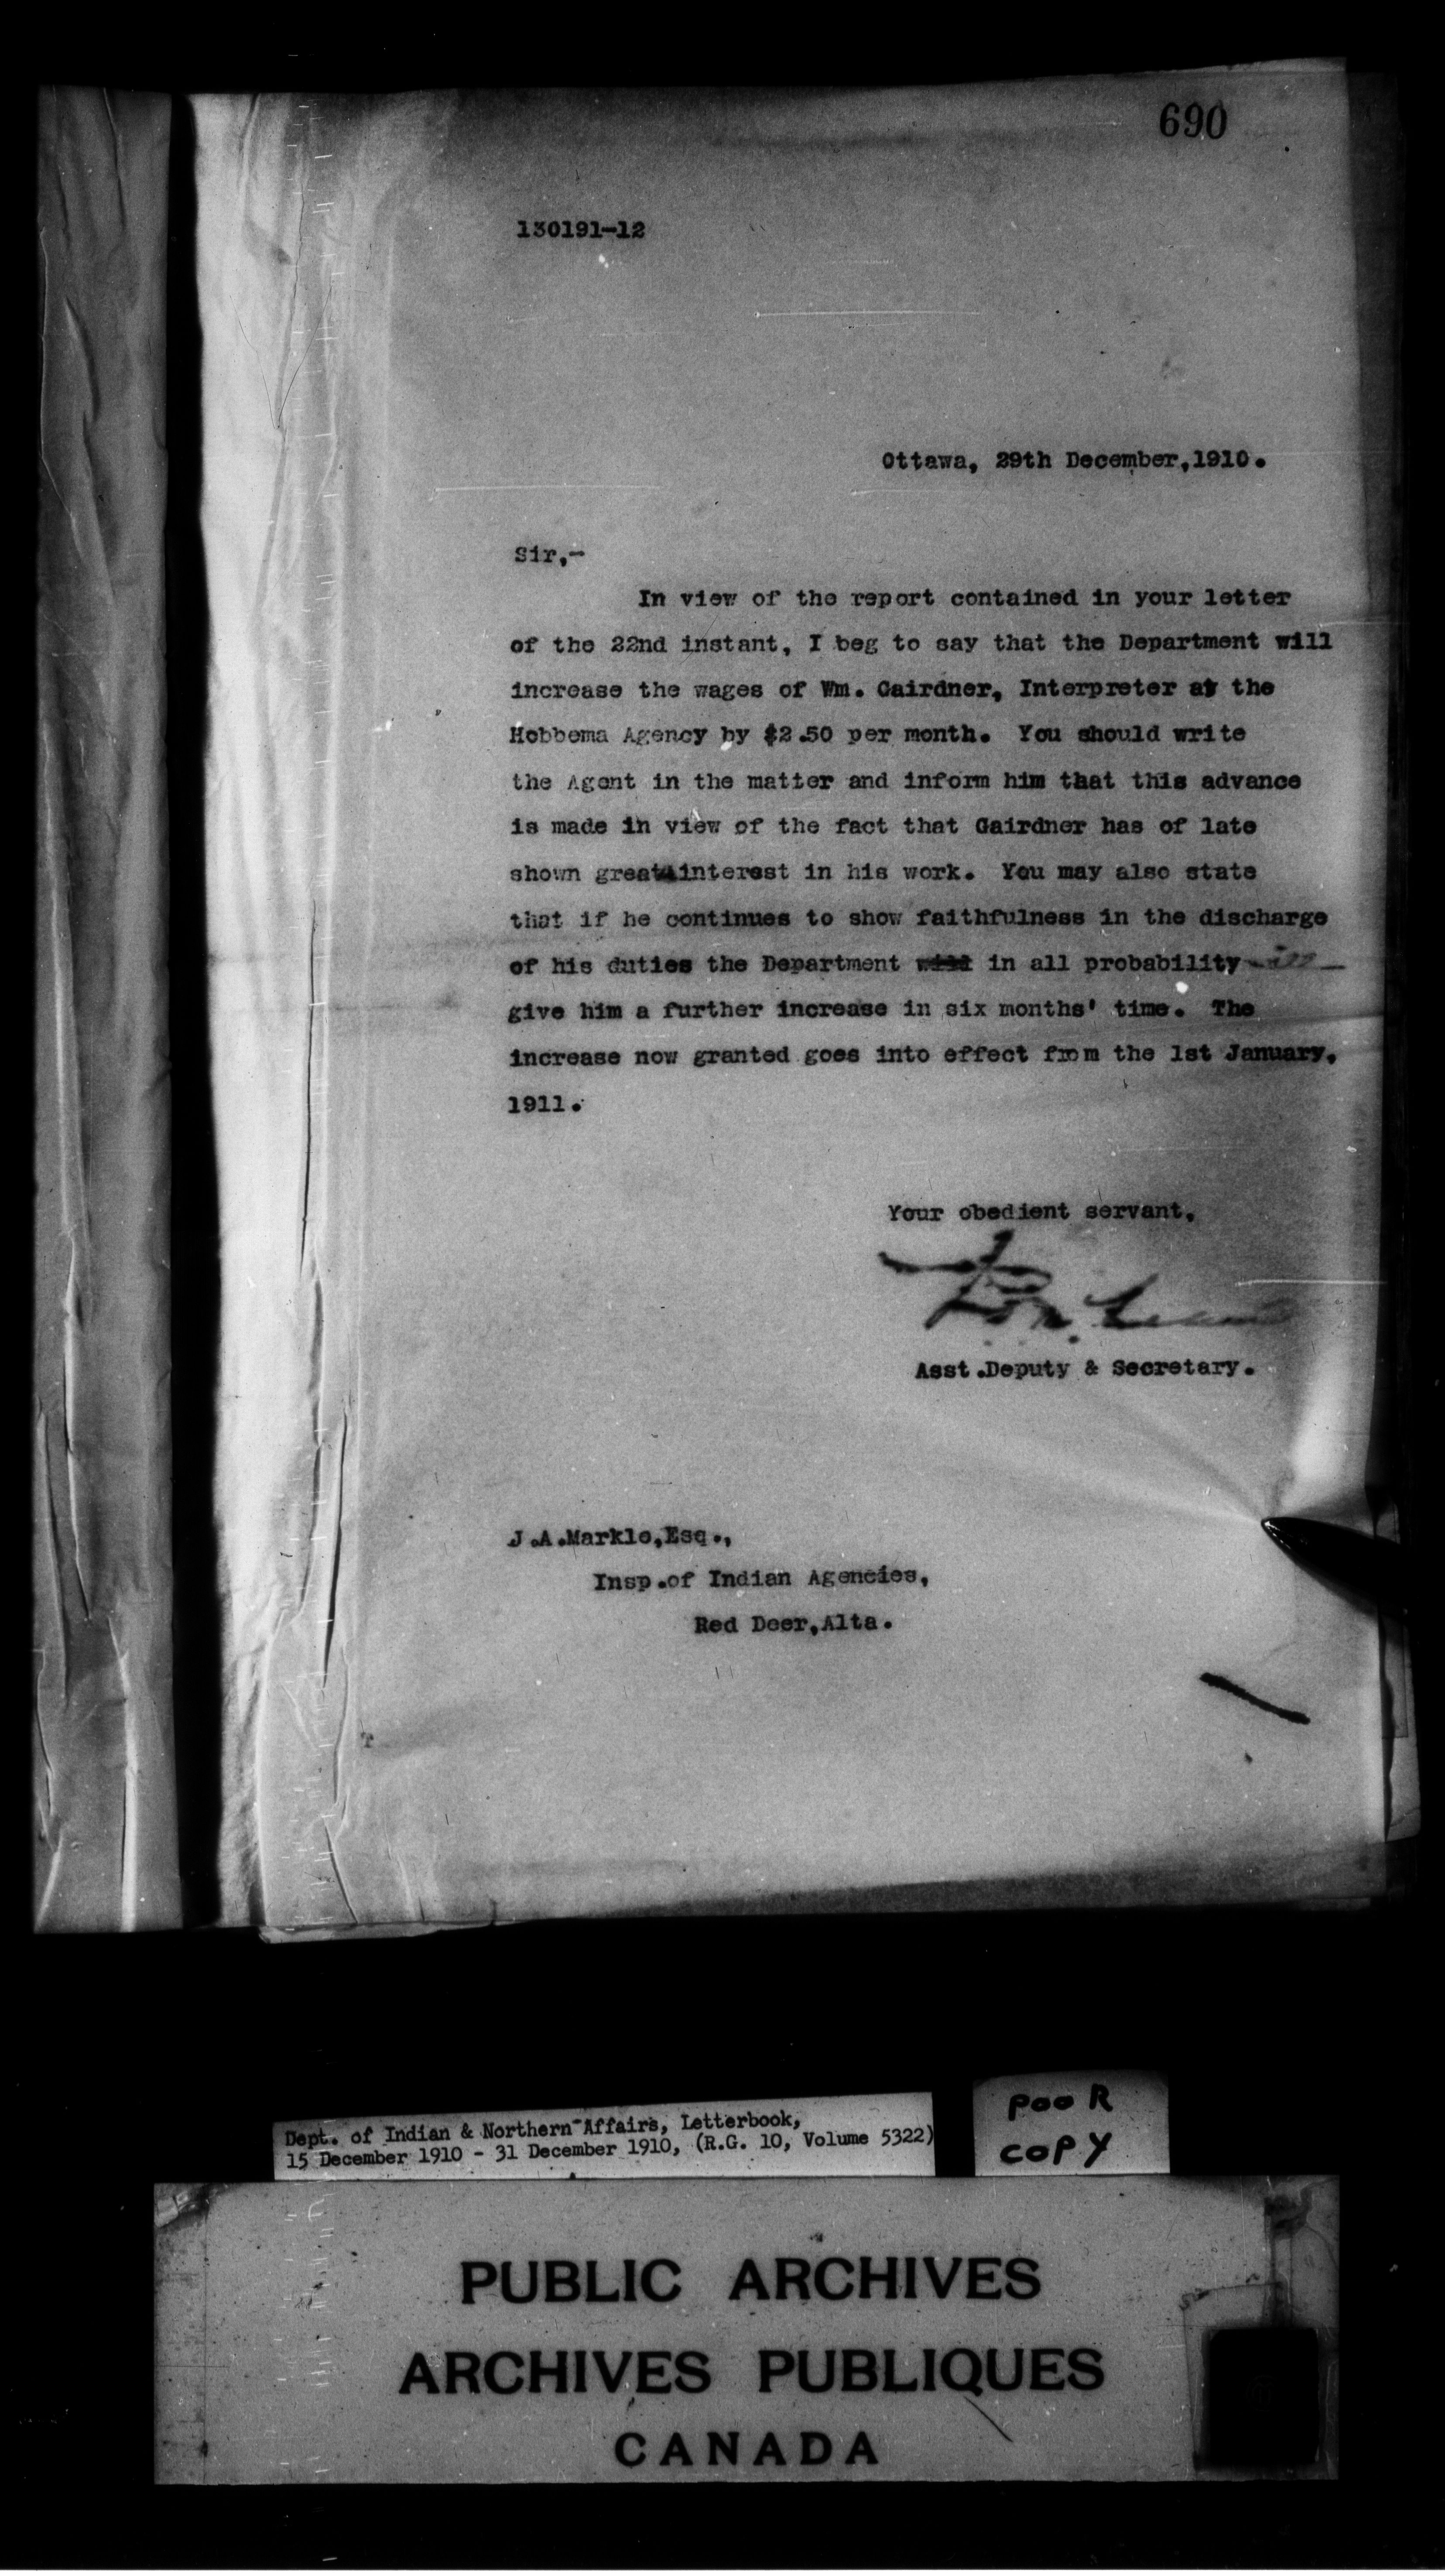 690
130191-12
Ottawa, 29th December,1910.
Sir,-
In view of the report contained in your letter
of the 22nd instant, I beg to say that the Department will
increase the wages of Wm. Gairdner, Interpreter at the
Hobbema Agency by $2.50 per month. You should write
the Agent in the matter and inform him that this advance
is made in view of the fact that Gairdner has of late
shown great interest in his work. You may also state
that if he continues to show faithfulness in the discharge
of his duties the Department will in all probability will
give him a further increase in six months' time. The
increase now granted goes into effect from the 1st January,
1911.
Your obedient servant,
Asst.Deputy & Secretary.
J.A.Markle,Esq.,
Insp.of Indian Agencies,
Red Deer,Alta.
Dept. of Indian & Northern Affairs, Letterbook,
15 December 1910 - 31 December 1910, (R.G. 10, Volume 5322)
POOR
COPY
PUBLIC ARCHIVES
ARCHIVES PUBLIQUES
CANADA